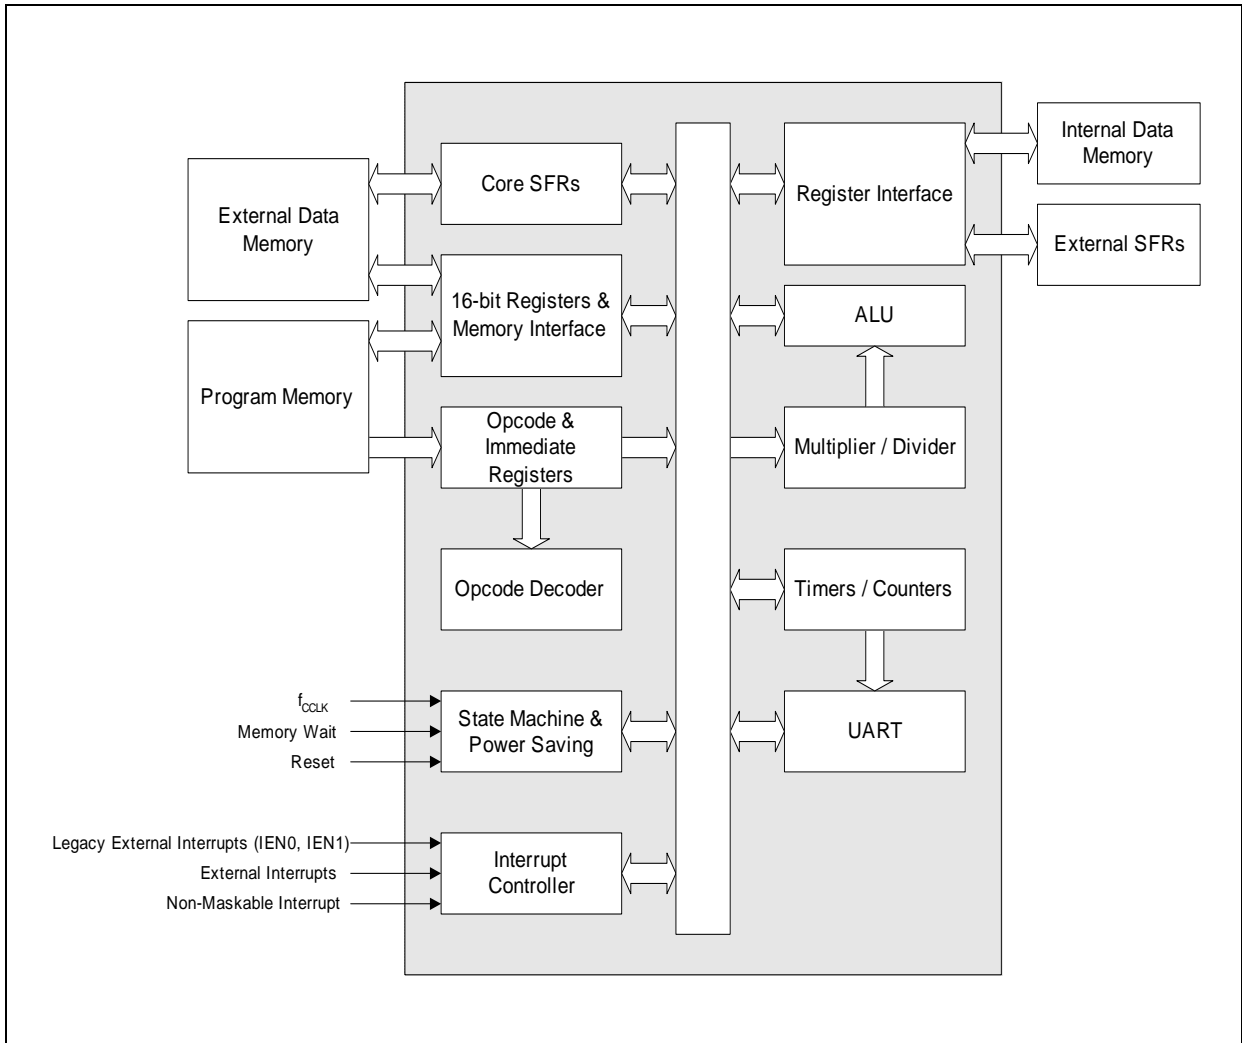 Core SFRs
Register Interface
Internal Data
Memory
External Data
Memory
External SFRs
16-bit Registers &
Memory Interface
ALU
Program Memory
Opcode &
Immediate
Registers
Multiplier / Divider
Opcode Decoder
Timers / Counters
fCCLK
Memory Wait
Reset
State Machine &
Power Saving
UART
Legacy External Interrupts (IEN0, IEN1)
External Interrupts
Non-Maskable Interrupt
Interrupt
Controller